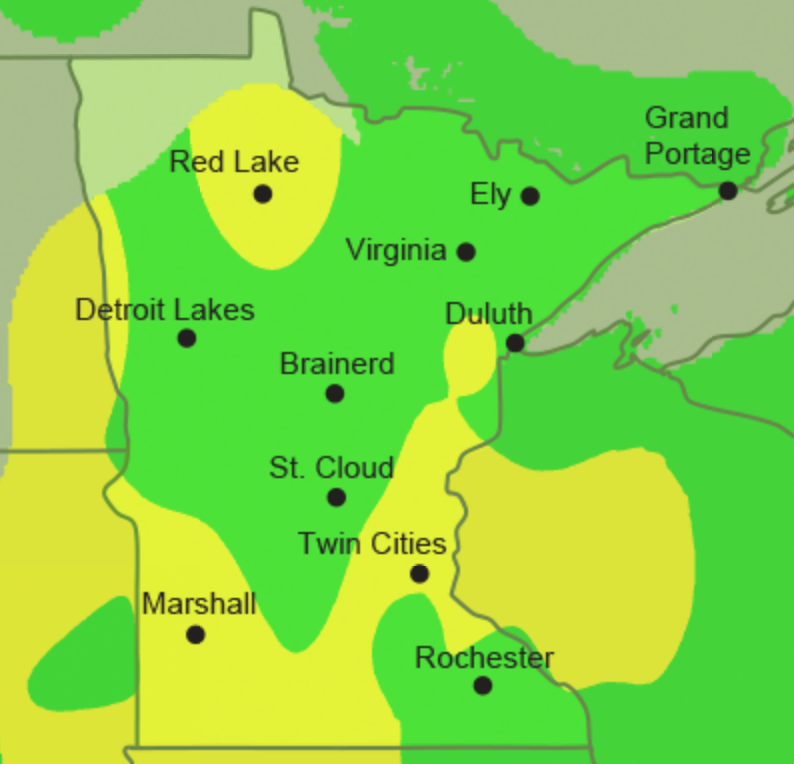 Grand
Portage
Red Lake
Ely
Virginia
Detroit Lakes
Duluth
Brainerd
St. Cloud
Twin Cities
Marshall
Rochester